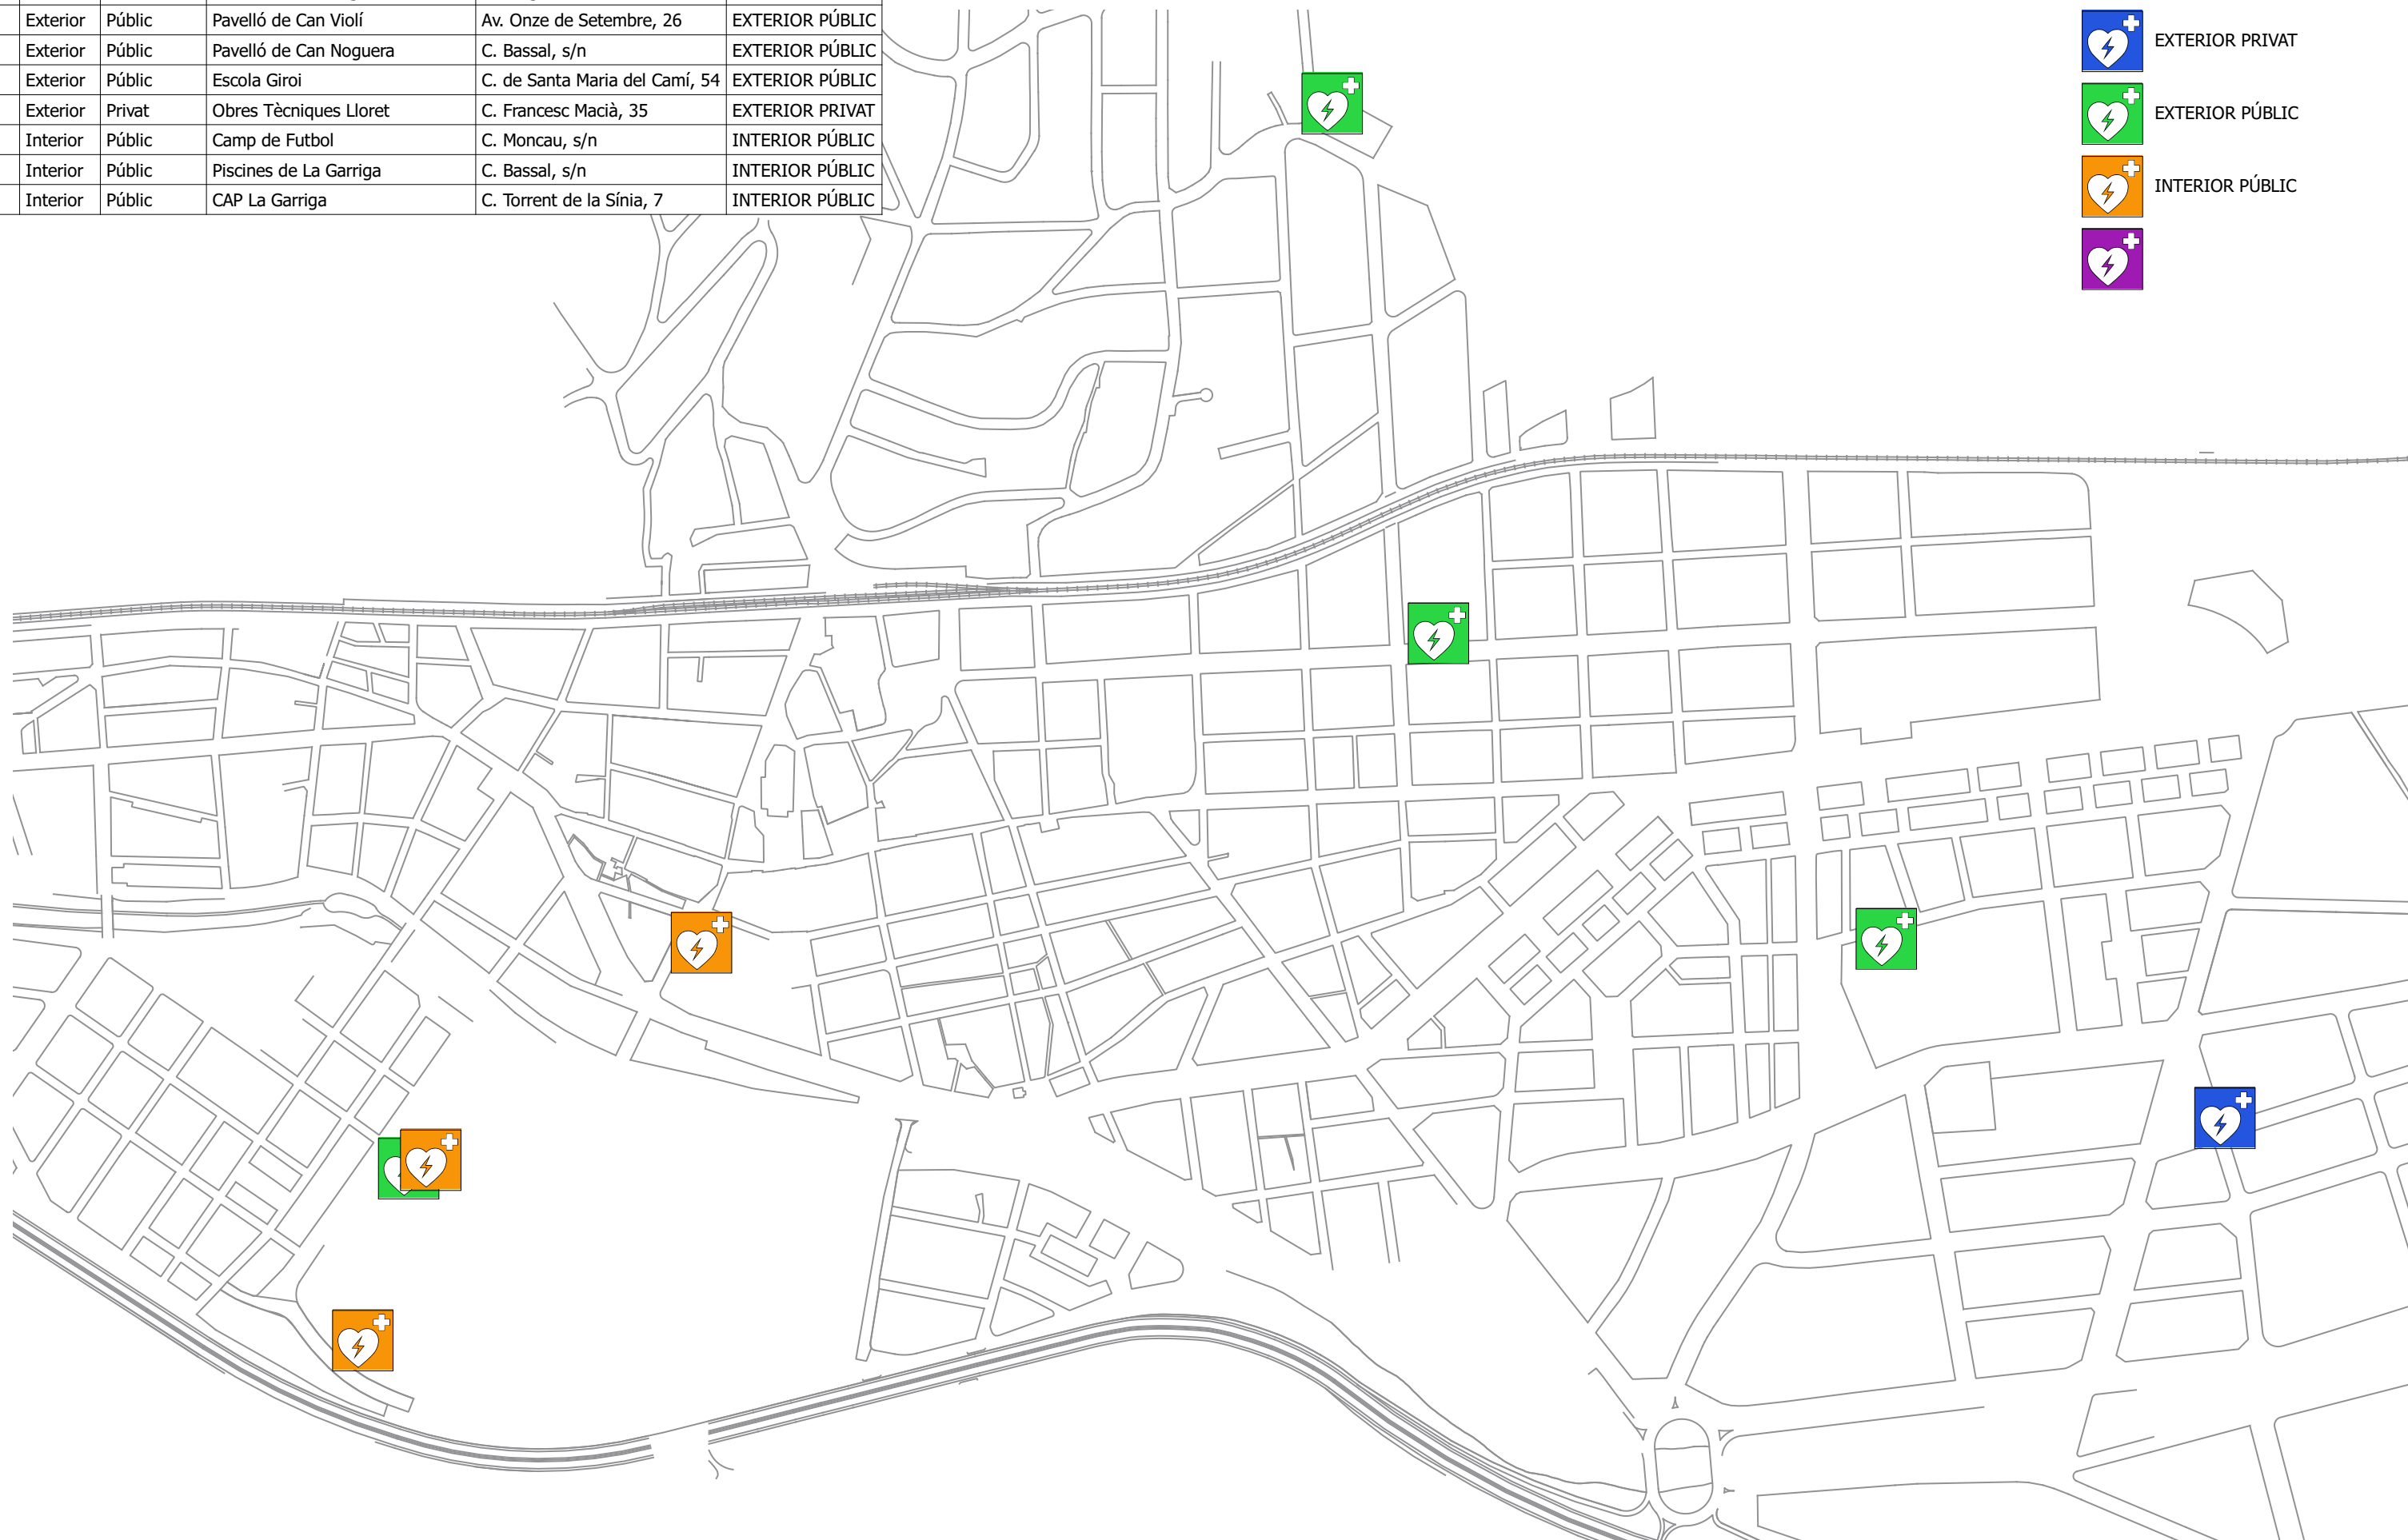 Exterior Públic Pavelló de Can Violí Av. Onze de Setembre, 26 EXTERIOR PÚBLIC
Exterior Públic Pavelló de Can Noguera C. Bassal, s/n EXTERIOR PÚBLIC
Exterior Públic Escola Giroi C. de Santa Maria del Camí, 54 EXTERIOR PÚBLIC
Exterior Privat Obres Tècniques Lloret C. Francesc Macià, 35 EXTERIOR PRIVAT
Interior Públic Camp de Futbol C. Moncau, s/n INTERIOR PÚBLIC
Interior Públic Piscines de La Garriga C. Bassal, s/n INTERIOR PÚBLIC
Interior Públic CAP La Garriga C. Torrent de la Sínia, 7 INTERIOR PÚBLIC
EXTERIOR PRIVAT
EXTERIOR PÚBLIC
INTERIOR PÚBLIC